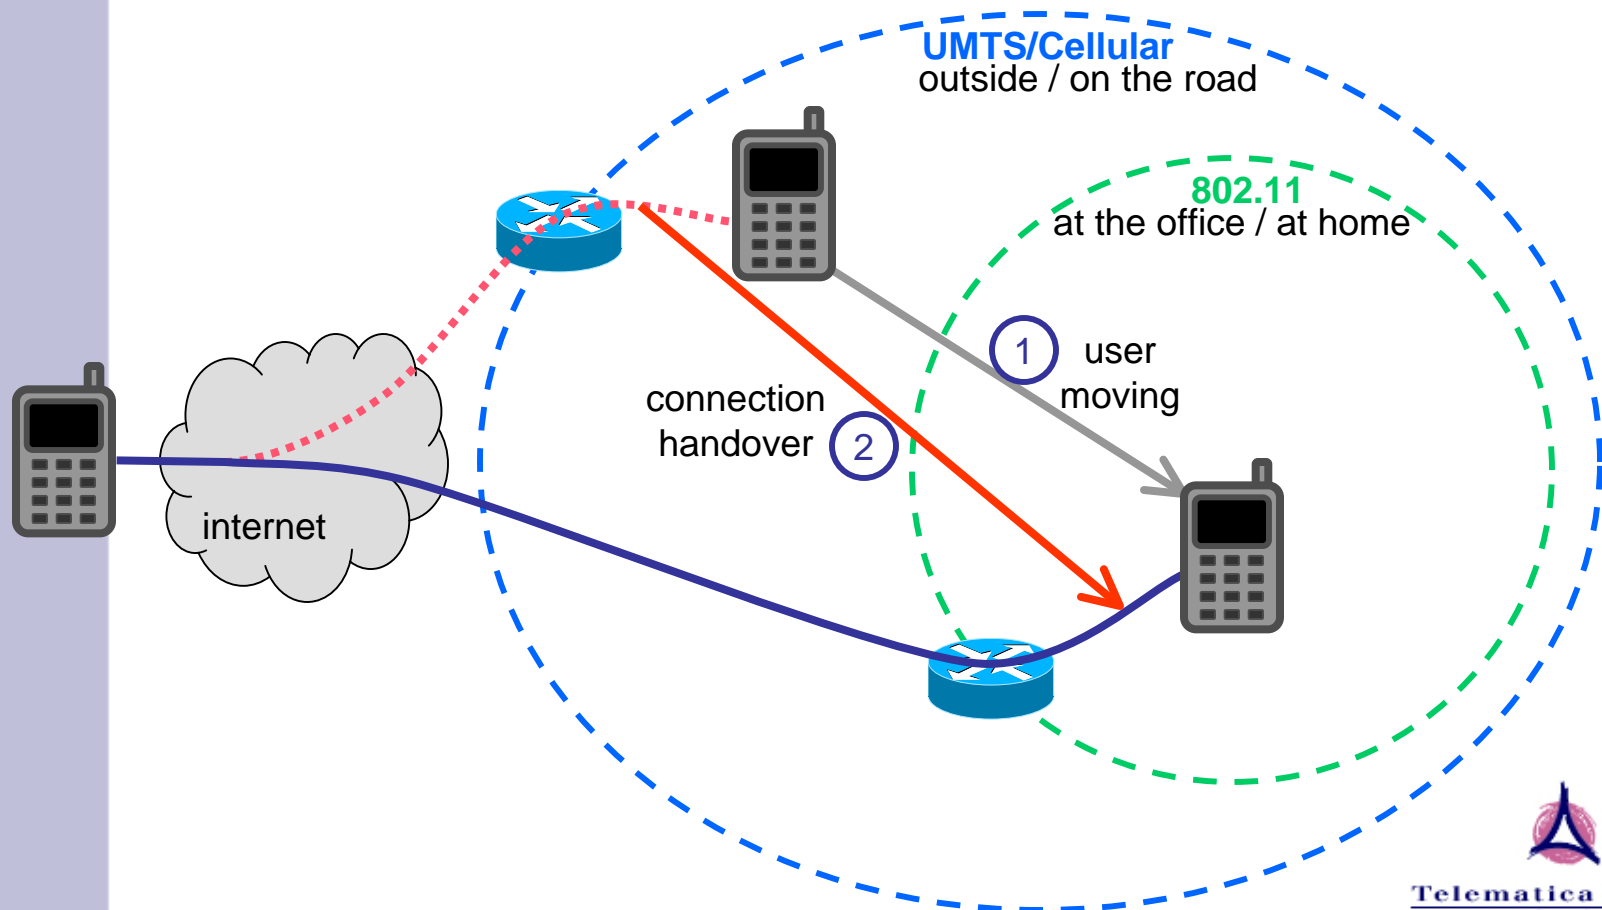 UMTS/Cellular
outside / on the road
802.11
at the office / at home
1
user
moving
connection
handover
2
internet
Telematica